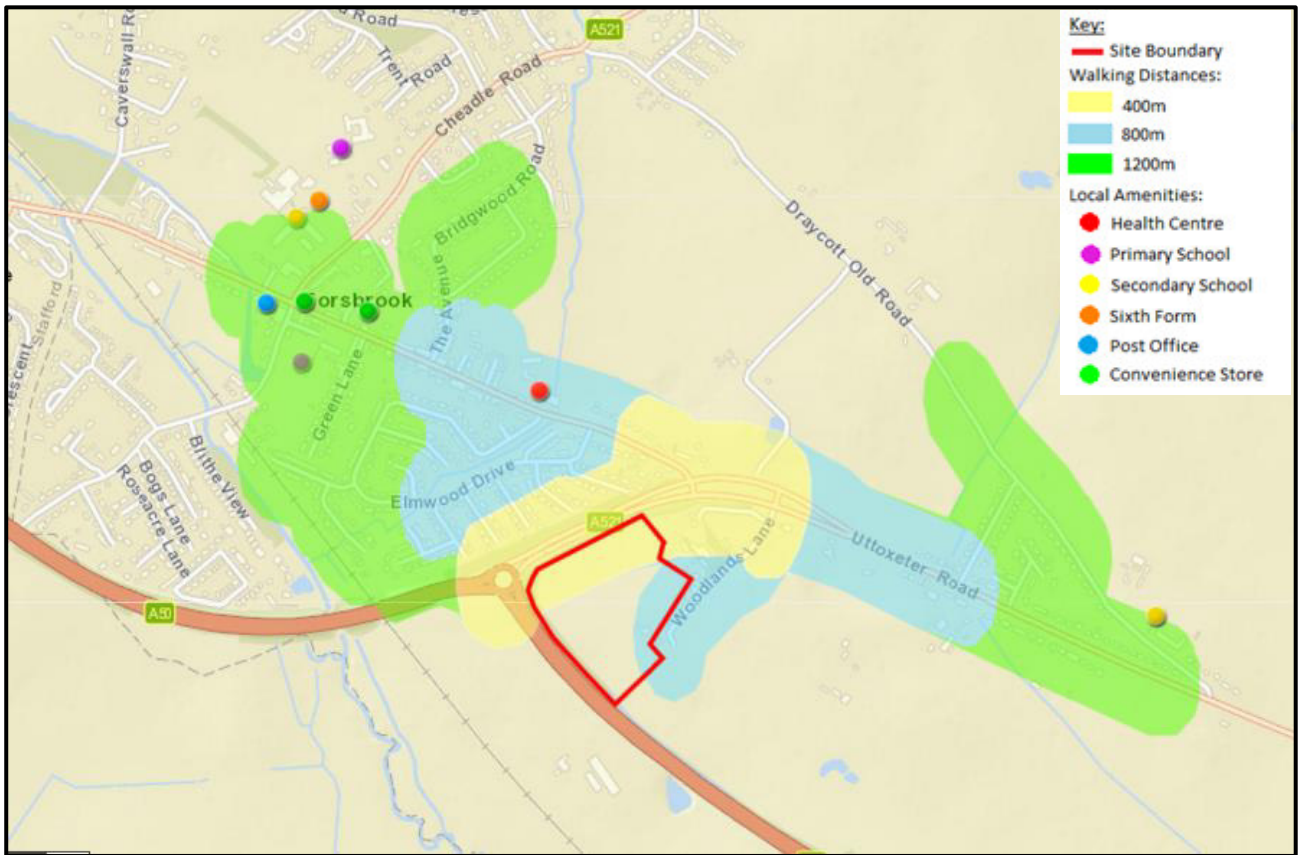 Caverswall R
d Road
Trent Road
Cheadle Road
A521
Bridgwood Road
The Avenue
Draycott Old Road
Forsbrook
Stafford
rescent
Green Lane
Blithe View
Bogs Lane
Roseacre Lane
Elmwood Drive
A521
Woodlands Lane
Uttoxeter Road
A50
Key:
Site Boundary
Walking Distances:
400m
800m
1200m
Local Amenities:
Health Centre
Primary School
Secondary School
Sixth Form
Post Office
Convenience Store